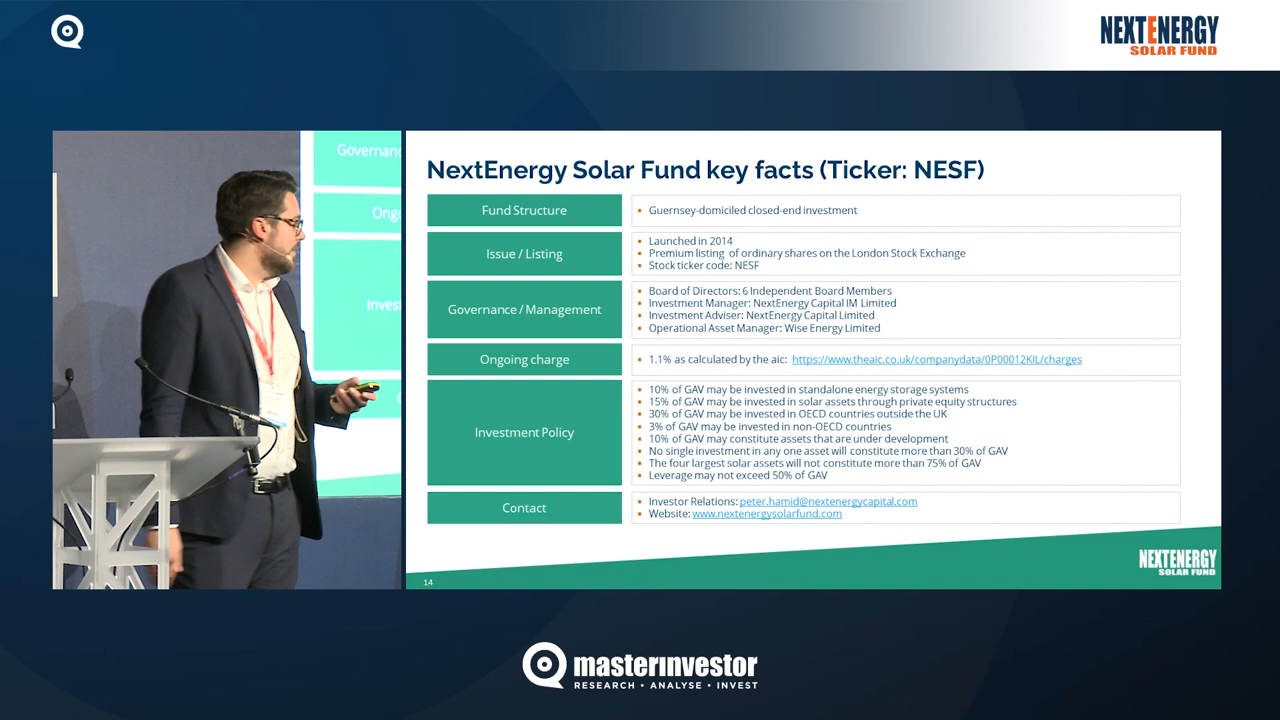 NEXTENERGY
SOLAR FUND
Governanc
Ongo
Invest
NextEnergy Solar Fund key facts (Ticker: NESF)
Fund Structure
Guernsey-domiciled closed-end investment
Issue / Listing
Launched in 2014
Premium listing of ordinary shares on the London Stock Exchange
Stock ticker code: NESF
Governance / Management
Board of Directors: 6 Independent Board Members
Investment Manager: NextEnergy Capital IM Limited
Investment Adviser: NextEnergy Capital Limited
Operational Asset Manager: Wise Energy Limited
Ongoing charge
1.1% as calculated by the aic: https://www.theaic.co.uk/companydata/0P00012KIL/charges
Investment Policy
10% of GAV may be invested in standalone energy storage systems
15% of GAV may be invested in solar assets through private equity structures
30% of GAV may be invested in OECD countries outside the UK
3% of GAV may be invested in non-OECD countries
10% of GAV may constitute assets that are under development
No single investment in any one asset will constitute more than 30% of GAV
The four largest solar assets will not constitute more than 75% of GAV
Leverage may not exceed 50% of GAV
Contact
Investor Relations: peter.hamid@nextenergycapital.com
Website: www.nextenergysolarfund.com
14
NEXTENERGY
SOLAR FUND
masterinvestor
RESEARCH • ANALYSE • INVEST